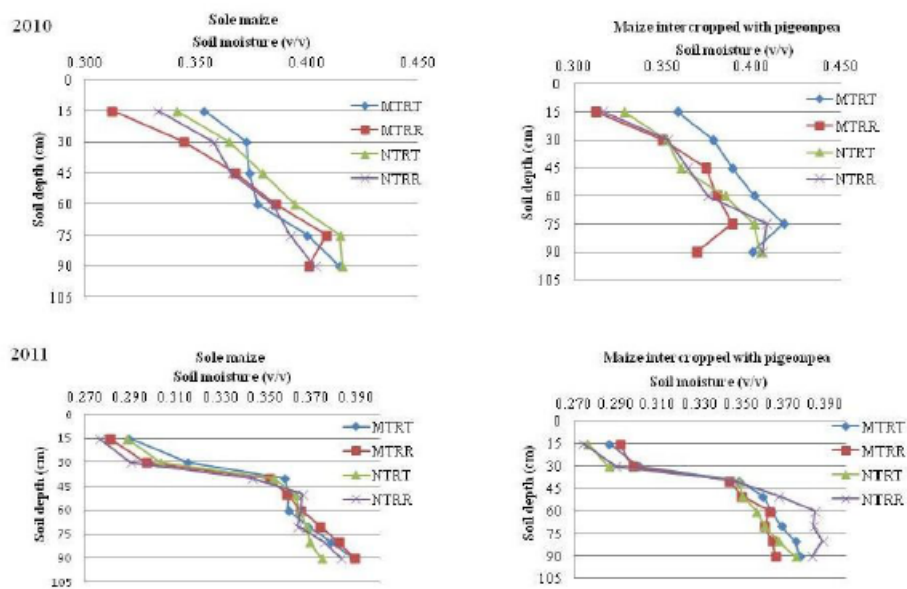 2010
Sole maize
Soil moisture (v/v)
0.300 0.350 0.400 0.450
0
15
30
45
60
75
90
105
Soil depth (cm)
MTRT
MTRR
NTRT
NTRR
Maize intercropped with pigeonpea
Soil moisture (v/v)
0.300 0.350 0.400 0.450
0
15
30
45
60
75
90
105
Soil depth (cm)
MTRT
MTRR
NTRT
NTRR
2011
Sole maize
Soil moisture (v/v)
0.270 0.290 0.310 0.330 0.350 0.370 0.390
0
15
30
45
60
75
90
105
Soil depth (cm)
MTRT
MTRR
NTRT
NTRR
Maize intercropped with pigeonpea
Soil moisture (v/v)
0.270 0.290 0.310 0.330 0.350 0.370 0.390
0
15
30
45
60
75
90
105
Soil depth (cm)
MTRT
MTRR
NTRT
NTRR